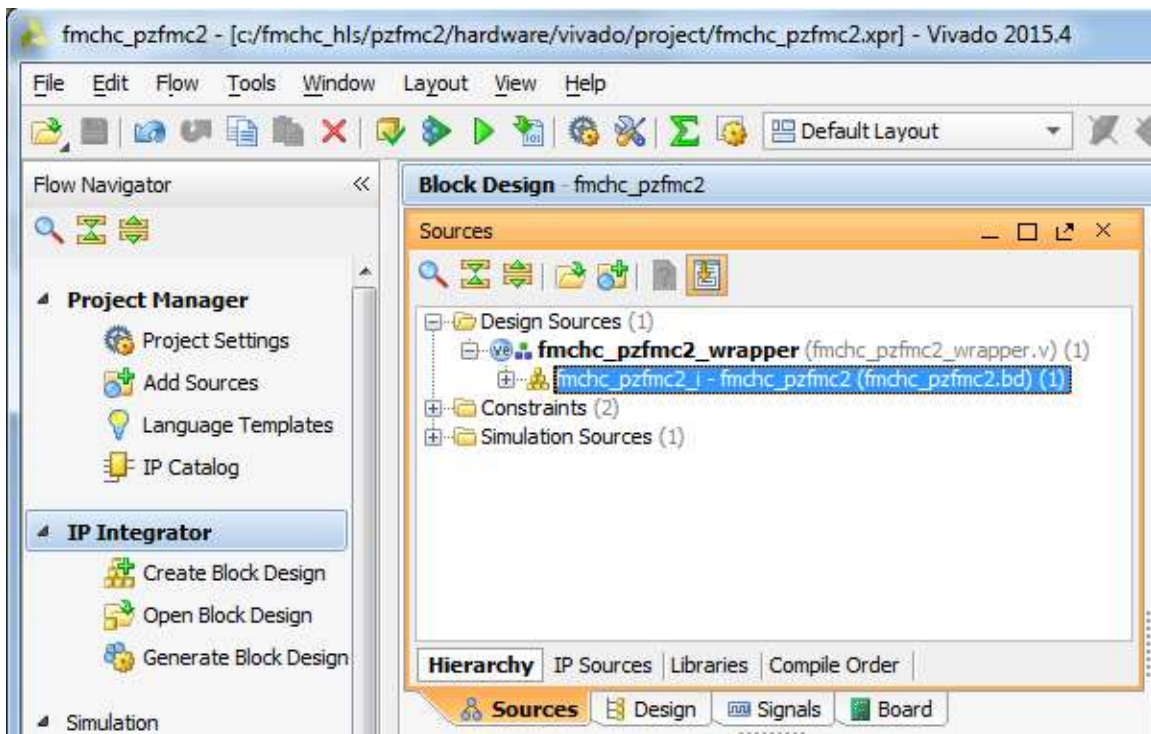 fmchc_pzfmc2 - [c:/fmchc_hls/pzfmc2/hardware/vivado/project/fmchc_pzfmc2.xpr] - Vivado 2015.4
File Edit Flow Tools Window Layout View Help
Default Layout
Flow Navigator
Project Manager
Project Settings
Add Sources
Language Templates
IP Catalog
IP Integrator
Create Block Design
Open Block Design
Generate Block Design
Simulation
Block Design - fmchc_pzfmc2
Sources
Design Sources (1)
fmchc_pzfmc2_wrapper (fmchc_pzfmc2_wrapper.v) (1)
fmchc_pzfmc2_i - fmchc_pzfmc2 (fmchc_pzfmc2.bd) (1)
Constraints (2)
Simulation Sources (1)
Hierarchy IP Sources Libraries Compile Order
Sources Design Signals Board